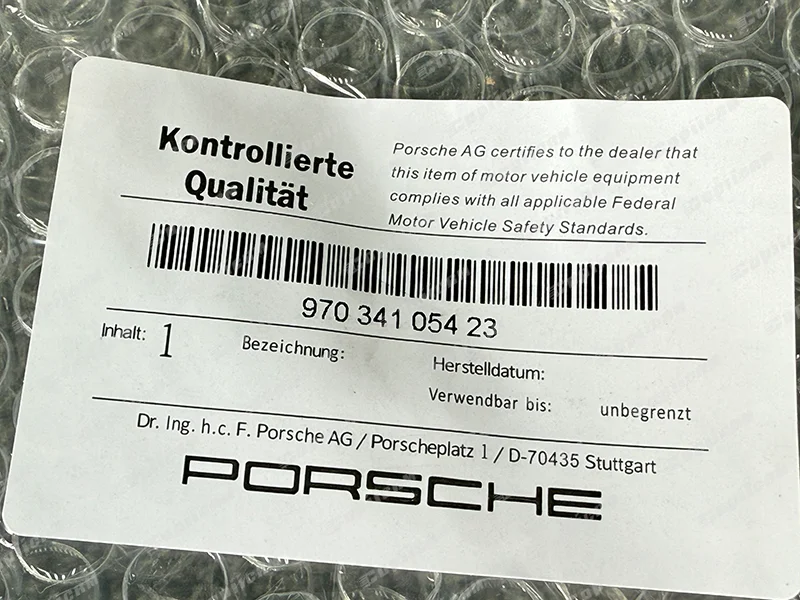 Kontrollierte
Qualität
Porsche AG certifies to the dealer that
this item of motor vehicle equipment
complies with all applicable Federal
Motor Vehicle Safety Standards.
970 341 054 23
Inhalt: 1
Bezeichnung:
Herstelldatum:
Verwendbar bis: unbegrenzt
Dr. Ing. h.c. F. Porsche AG / Porscheplatz 1 / D-70435 Stuttgart
PORSCHE